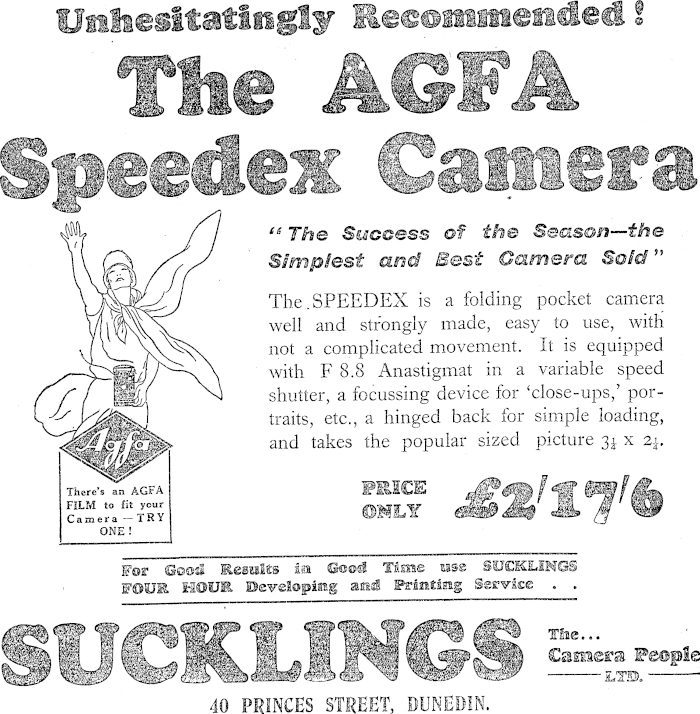 Unhesitatingly Recommended!
The AGFA
Speedex Camera
"The Success of the Season—the
Simplest and Best Camera Sold"
The SPEEDEX is a folding pocket camera
well and strongly made, easy to use, with
not a complicated movement. It is equipped
with F 8.8 Anastigmat in a variable speed
shutter, a focussing device for 'close-ups,' por-
traits, etc., a hinged back for simple loading,
and takes the popular sized picture 3¼ x 2¼.
Agfa
There's an AGFA
FILM to fit your
Camera — TRY
ONE!
PRICE
ONLY
£2/17/6
For Good Results in Good Time use SUCKLINGS
FOUR HOUR Developing and Printing Service . .
SUCKLINGS
The...
Camera People
LTD.
40 PRINCES STREET, DUNEDIN.